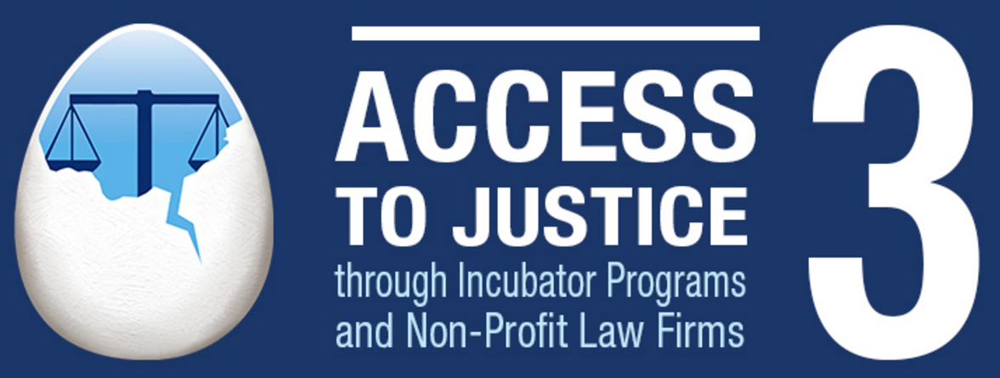 ACCESS
TO JUSTICE
through Incubator Programs
and Non-Profit Law Firms
3